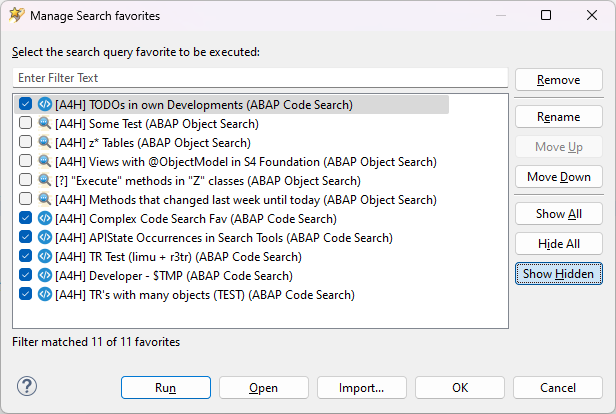 Manage Search favorites
Select the search query favorite to be executed:
Enter Filter Text
Remove
[A4H] TODOs in own Developments (ABAP Code Search)
[A4H] Some Test (ABAP Object Search)
Rename
[A4H] z* Tables (ABAP Object Search)
Move Up
[A4H] Views with @ObjectModel in S4 Foundation (ABAP Object Search)
[?] "Execute" methods in "Z" classes (ABAP Object Search)
Move Down
[A4H] Methods that changed last week until today (ABAP Object Search)
[A4H] Complex Code Search Fav (ABAP Code Search)
Show All
[A4H] APIState Occurrences in Search Tools (ABAP Code Search)
Hide All
[A4H] TR Test (limu + r3tr) (ABAP Code Search)
[A4H] Developer - $TMP (ABAP Code Search)
Show Hidden
[A4H] TR's with many objects (TEST) (ABAP Code Search)
Filter matched 11 of 11 favorites
?
Run
Open
Import...
OK
Cancel